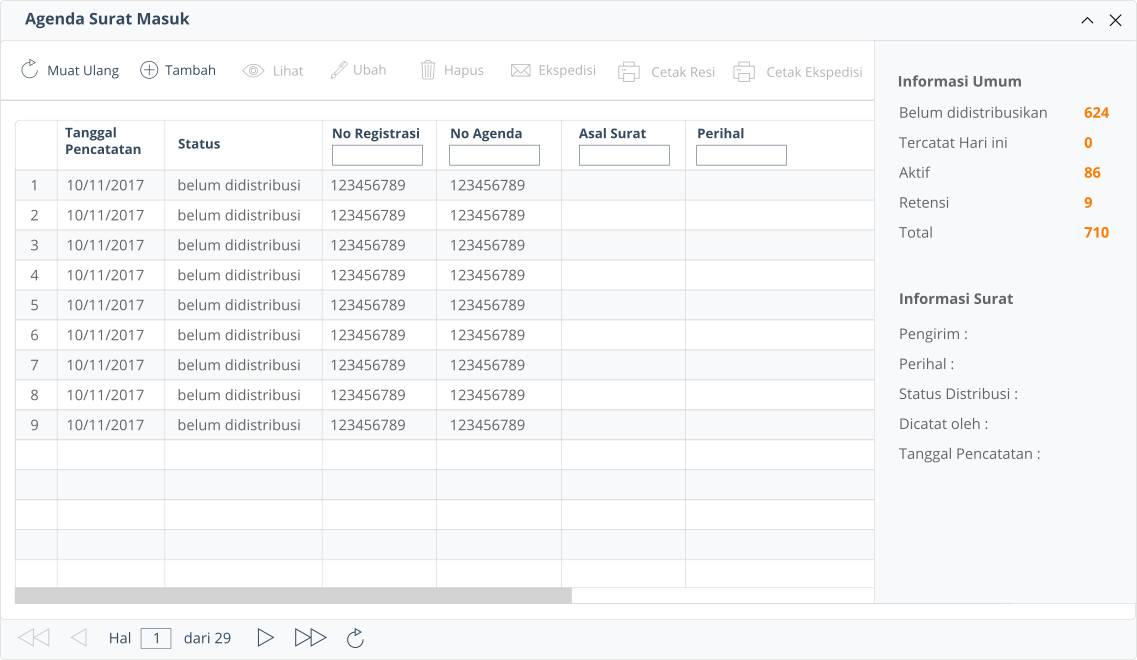 Agenda Surat Masuk
Muat Ulang Tambah Lihat Ubah Hapus Ekspedisi Cetak Resi Cetak Ekspedisi
Tanggal Pencatatan Status No Registrasi No Agenda Asal Surat Perihal
1 10/11/2017 belum didistribusi 123456789 123456789
2 10/11/2017 belum didistribusi 123456789 123456789
3 10/11/2017 belum didistribusi 123456789 123456789
4 10/11/2017 belum didistribusi 123456789 123456789
5 10/11/2017 belum didistribusi 123456789 123456789
6 10/11/2017 belum didistribusi 123456789 123456789
7 10/11/2017 belum didistribusi 123456789 123456789
8 10/11/2017 belum didistribusi 123456789 123456789
9 10/11/2017 belum didistribusi 123456789 123456789
Informasi Umum
Belum didistribusikan 624
Tercatat Hari ini 0
Aktif 86
Retensi 9
Total 710
Informasi Surat
Pengirim :
Perihal :
Status Distribusi :
Dicatat oleh :
Tanggal Pencatatan :
Hal 1 dari 29